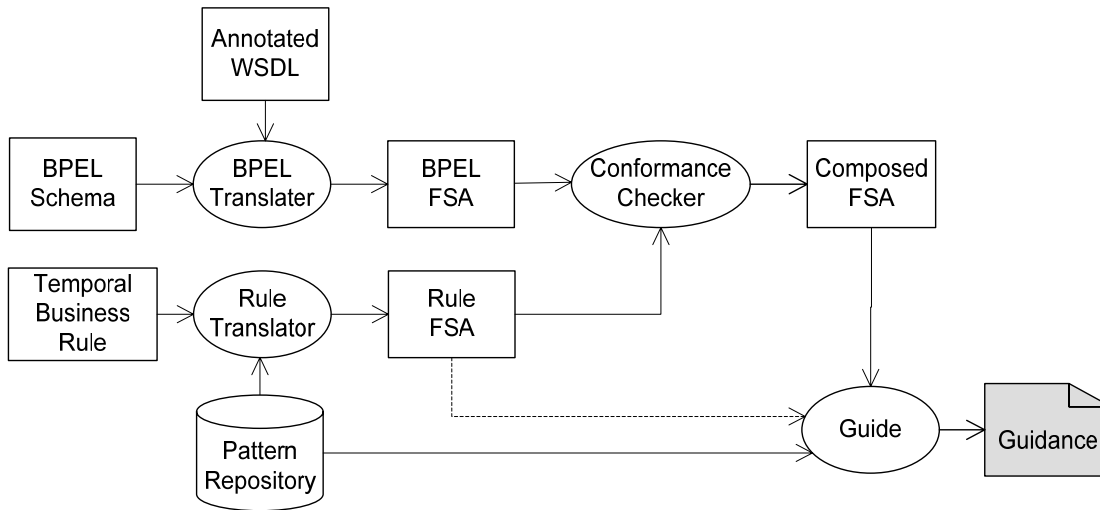 Annotated
WSDL
BPEL
Schema
BPEL
Translater
BPEL
FSA
Conformance
Checker
Composed
FSA
Temporal
Business
Rule
Rule
Translator
Rule
FSA
Pattern
Repository
Guide
Guidance